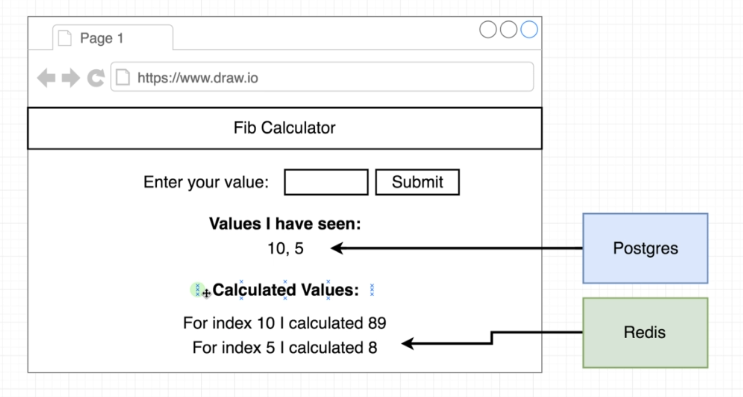 Page 1
https://www.draw.io
Fib Calculator
Enter your value: Submit
Values I have seen:
10, 5
Postgres
Calculated Values:
For index 10 I calculated 89
For index 5 I calculated 8
Redis